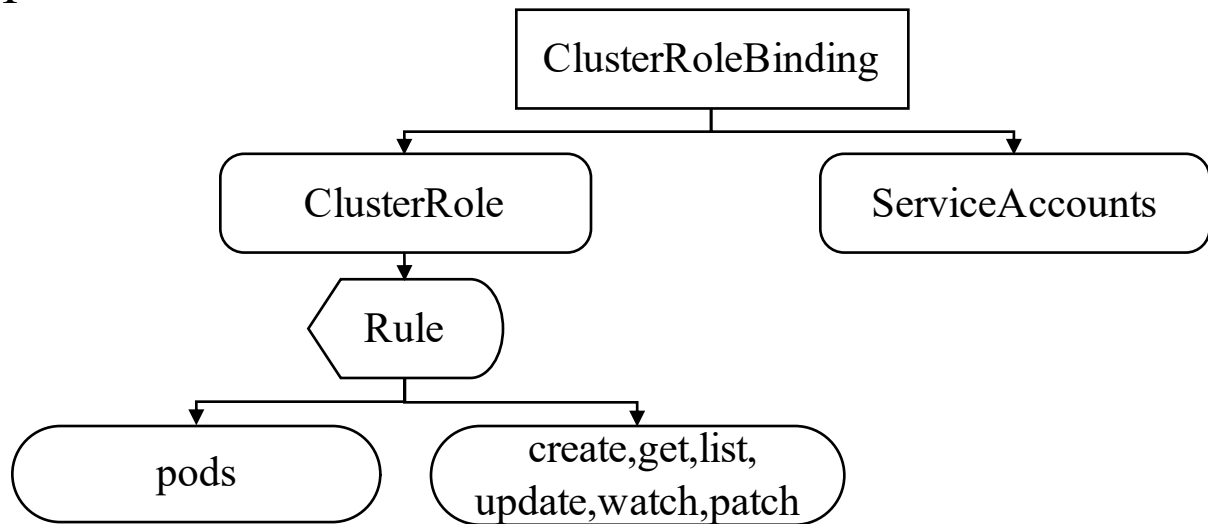 ClusterRoleBinding
ClusterRole
ServiceAccounts
Rule
pods
create,get,list,
update,watch,patch